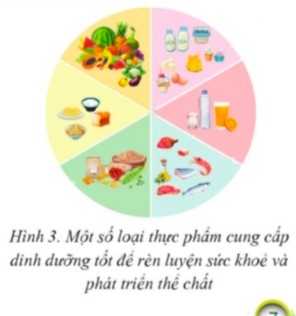 Hình 3. Một số loại thực phẩm cung cấp
dinh dưỡng tốt để rèn luyện sức khoẻ và
phát triển thể chất
7